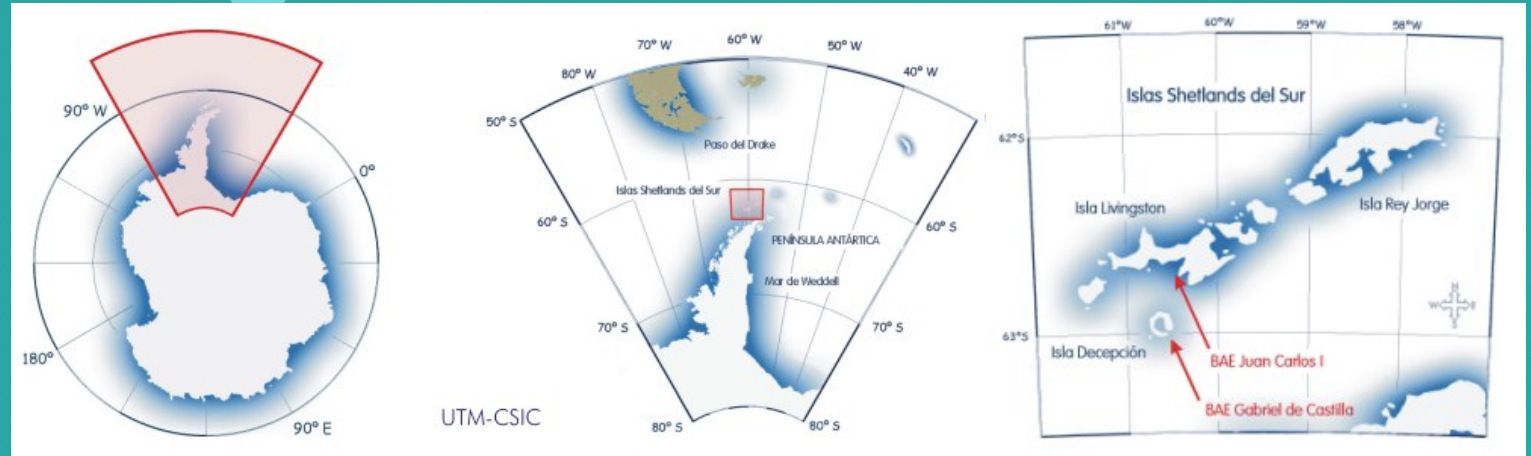 90° W
0°
180°
90° E
80° W
70° W
60° W
50° W
40° W
50° S
Paso del Drake
Islas Shetlands del Sur
60° S
60° S
PENÍNSULA ANTÁRTICA
Mar de Weddell
70° S
70° S
80° S
80° S
UTM-CSIC
61°W
60°W
59°W
58°W
Islas Shetlands del Sur
62°S
Isla Livingston
Isla Rey Jorge
N
W
E
S
63°S
Isla Decepción
BAE Juan Carlos I
BAE Gabriel de Castilla